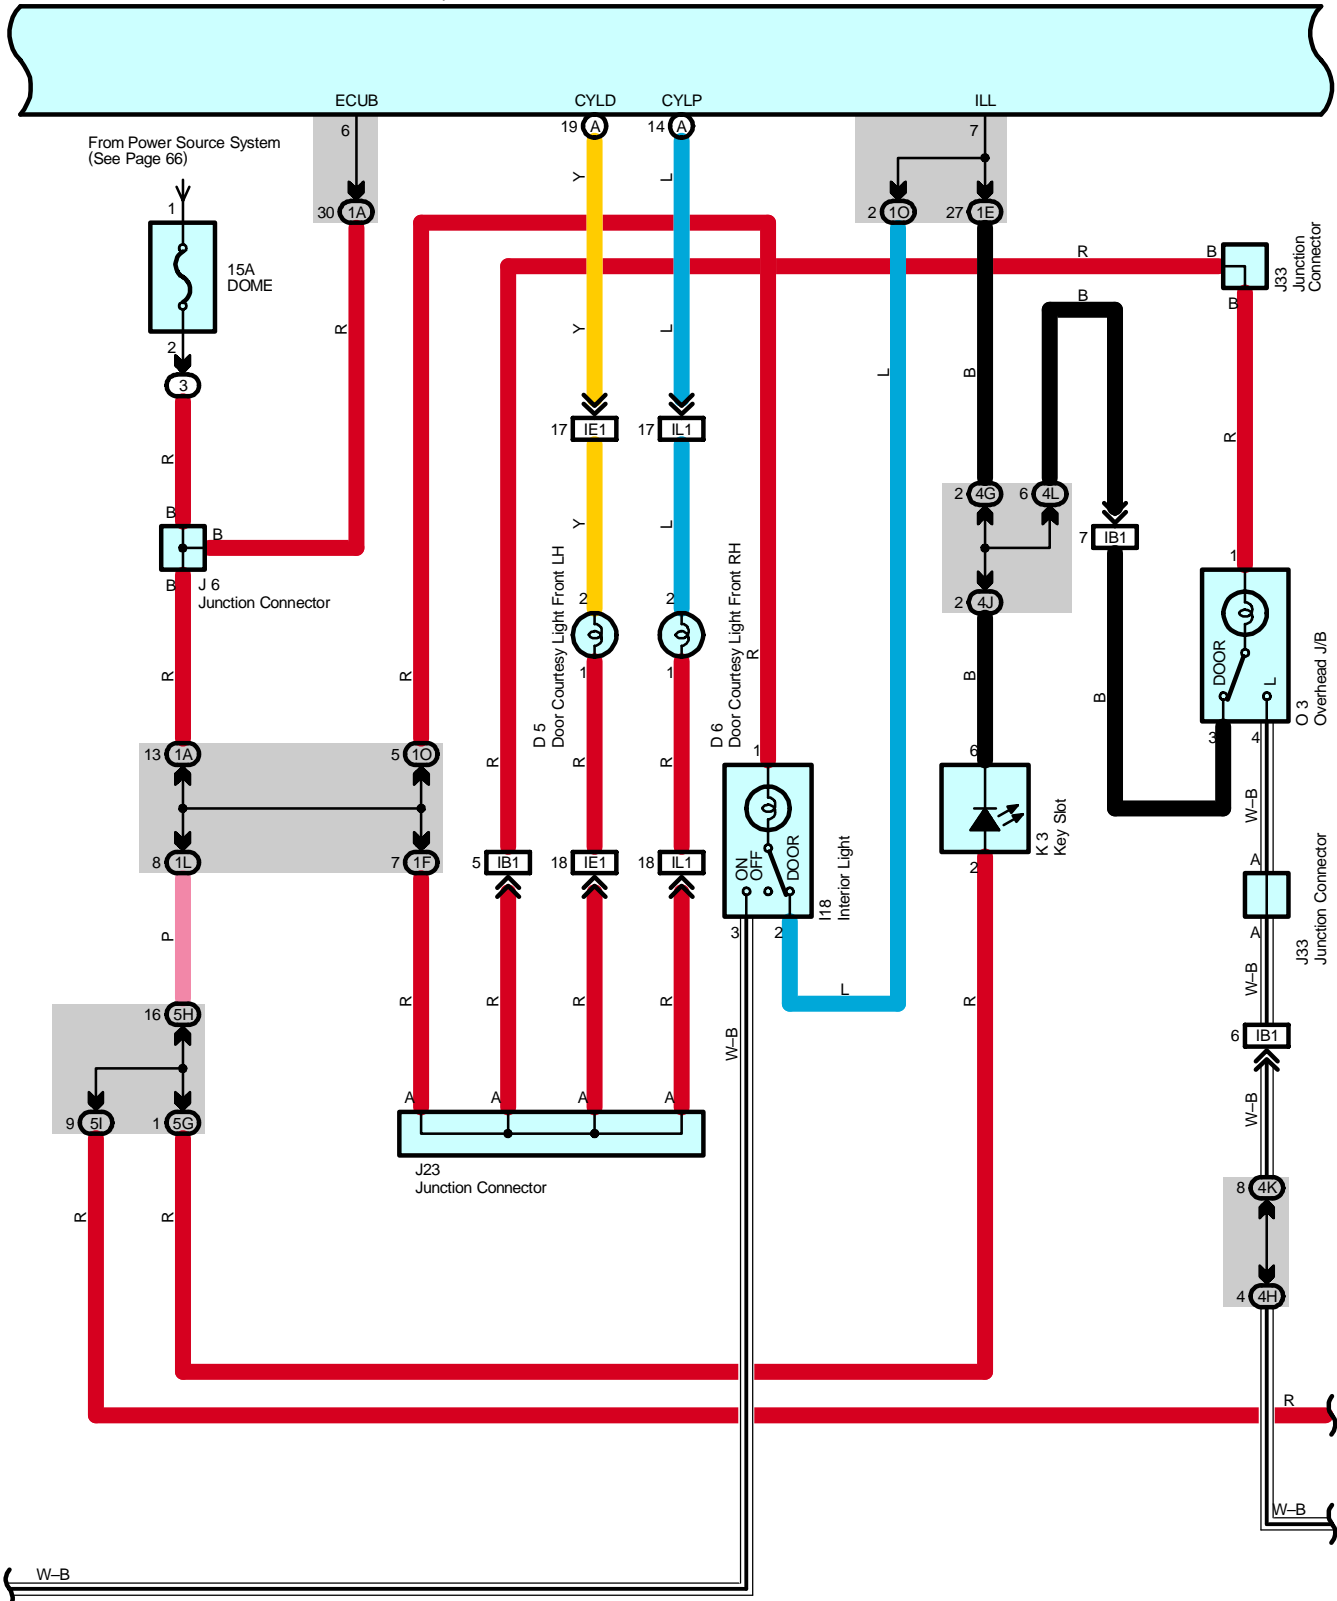 ECUB
CYLD
CYLP
ILL
6
19 A
14 A
7
From Power Source System
(See Page 66)
1
30 1A
2 1O
27 1E
Y
L
15A
DOME
R
R
B
J33
Junction
Connector
B
B
R
Y
L
L
B
2
3
17 IE1
17 IL1
R
R
2 4G
6 4L
B
B
J 6
Junction Connector
B
Y
L
7 IB1
1
2
2
2 4J
D 5
Door Courtesy Light Front LH
D 6
Door Courtesy Light Front RH
1
1
R
R
R
B
B
DOOR
L
O 3
Overhead J/B
3
4
13 1A
5 1O
R
R
R
1
6
W–B
8 1L
7 1F
5 IB1
18 IE1
18 IL1
ON
OFF
DOOR
I18
Interior Light
K 3
Key Slot
2
A
J33
Junction Connector
A
3
2
P
R
R
R
R
L
R
W–B
16 5H
W–B
6 IB1
9 5I
1 5G
A
A
A
A
W–B
J23
Junction Connector
8 4K
R
R
4 4H
R
W–B
W–B